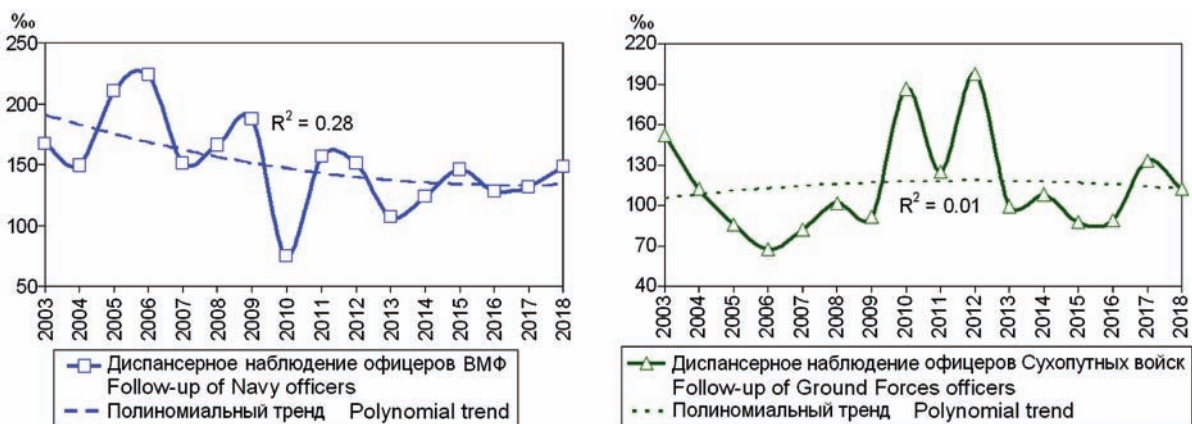 ‰
250
200
150
100
50
R² = 0.28
2003 2004 2005 2006 2007 2008 2009 2010 2011 2012 2013 2014 2015 2016 2017 2018
Диспансерное наблюдение офицеров ВМФ
Follow-up of Navy officers
Полиномиальный тренд Polynomial trend
‰
220
190
160
130
100
70
40
R² = 0.01
2003 2004 2005 2006 2007 2008 2009 2010 2011 2012 2013 2014 2015 2016 2017 2018
Диспансерное наблюдение офицеров Сухопутных войск
Follow-up of Ground Forces officers
Полиномиальный тренд Polynomial trend